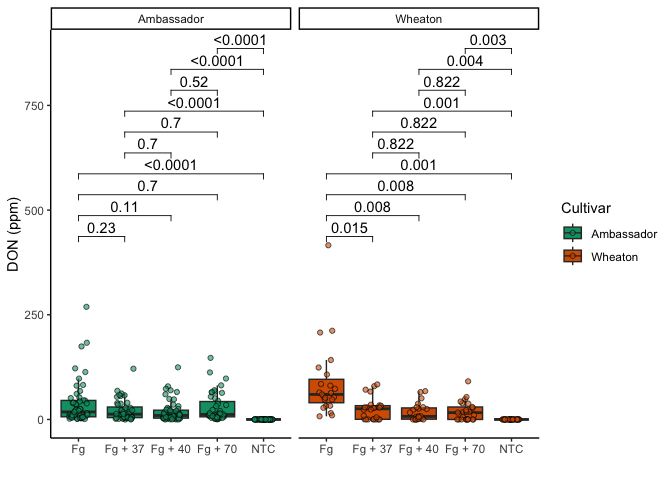 Ambassador
Wheaton
<0.0001
0.003
<0.0001
0.004
0.52
0.822
<0.0001
0.001
0.7
0.822
0.7
0.822
<0.0001
0.001
0.7
0.008
0.11
0.008
0.23
0.015
DON (ppm)
750
500
250
0
Fg
Fg + 37
Fg + 40
Fg + 70
NTC
Fg
Fg + 37
Fg + 40
Fg + 70
NTC
Cultivar
Ambassador
Wheaton